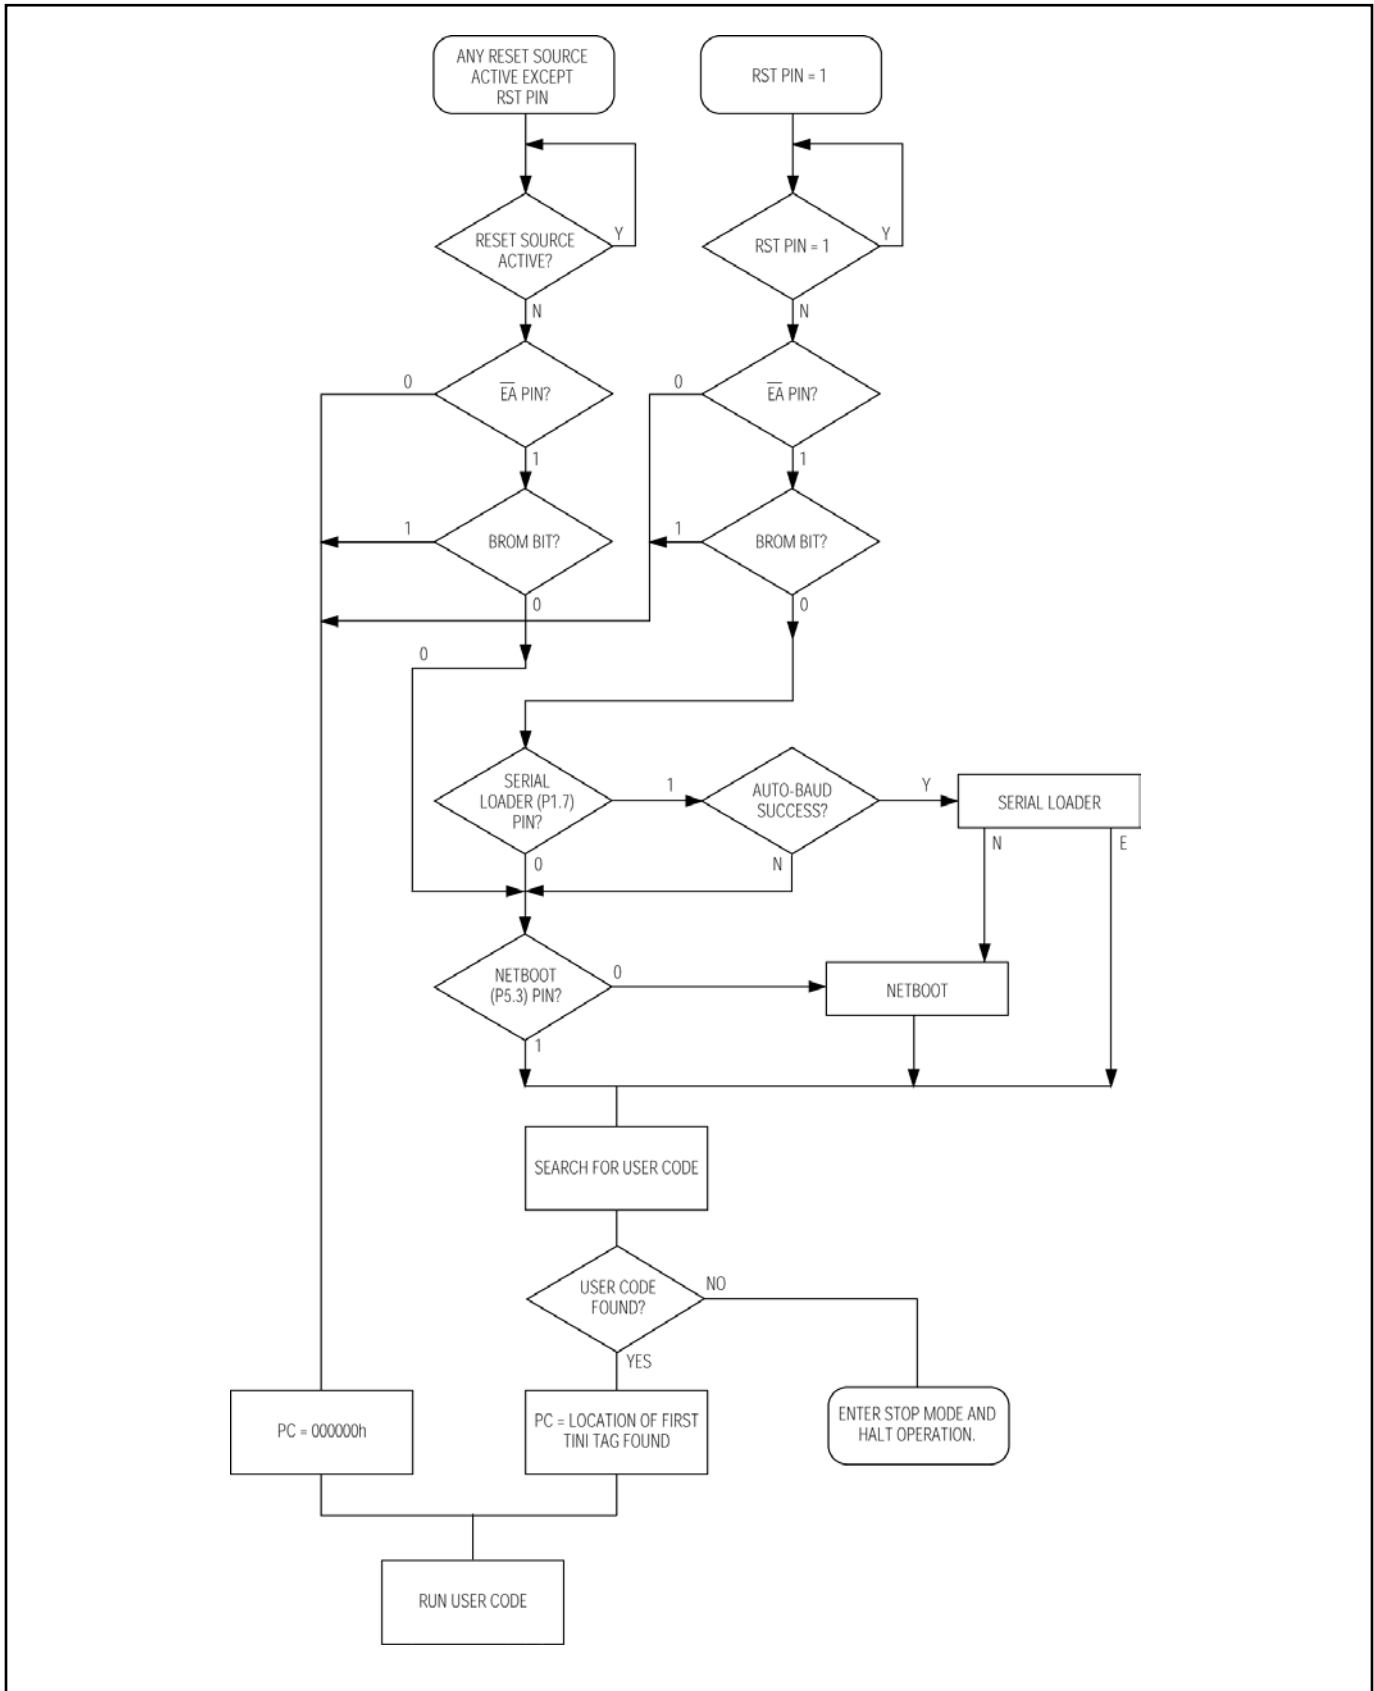 ANY RESET SOURCE
ACTIVE EXCEPT
RST PIN
RST PIN = 1
RESET SOURCE
ACTIVE?
Y
RST PIN = 1
Y
N
N
0
EA PIN?
0
EA PIN?
1
1
1
BROM BIT?
1
BROM BIT?
0
0
0
SERIAL
LOADER (P1.7)
PIN?
1
AUTO-BAUD
SUCCESS?
Y
SERIAL LOADER
0
N
N
E
NETBOOT
(P5.3) PIN?
0
NETBOOT
1
SEARCH FOR USER CODE
USER CODE
FOUND?
NO
YES
PC = 000000h
PC = LOCATION OF FIRST
TINI TAG FOUND
ENTER STOP MODE AND
HALT OPERATION.
RUN USER CODE